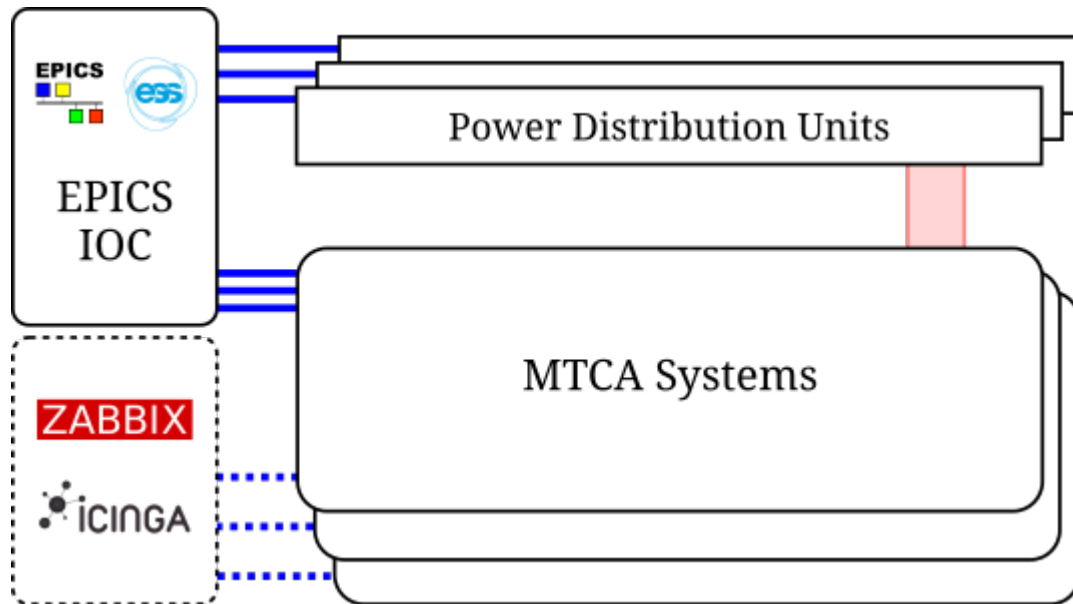 EPICS
ess
EPICS
IOC
Power Distribution Units
MTCA Systems
ZABBIX
iCINGA